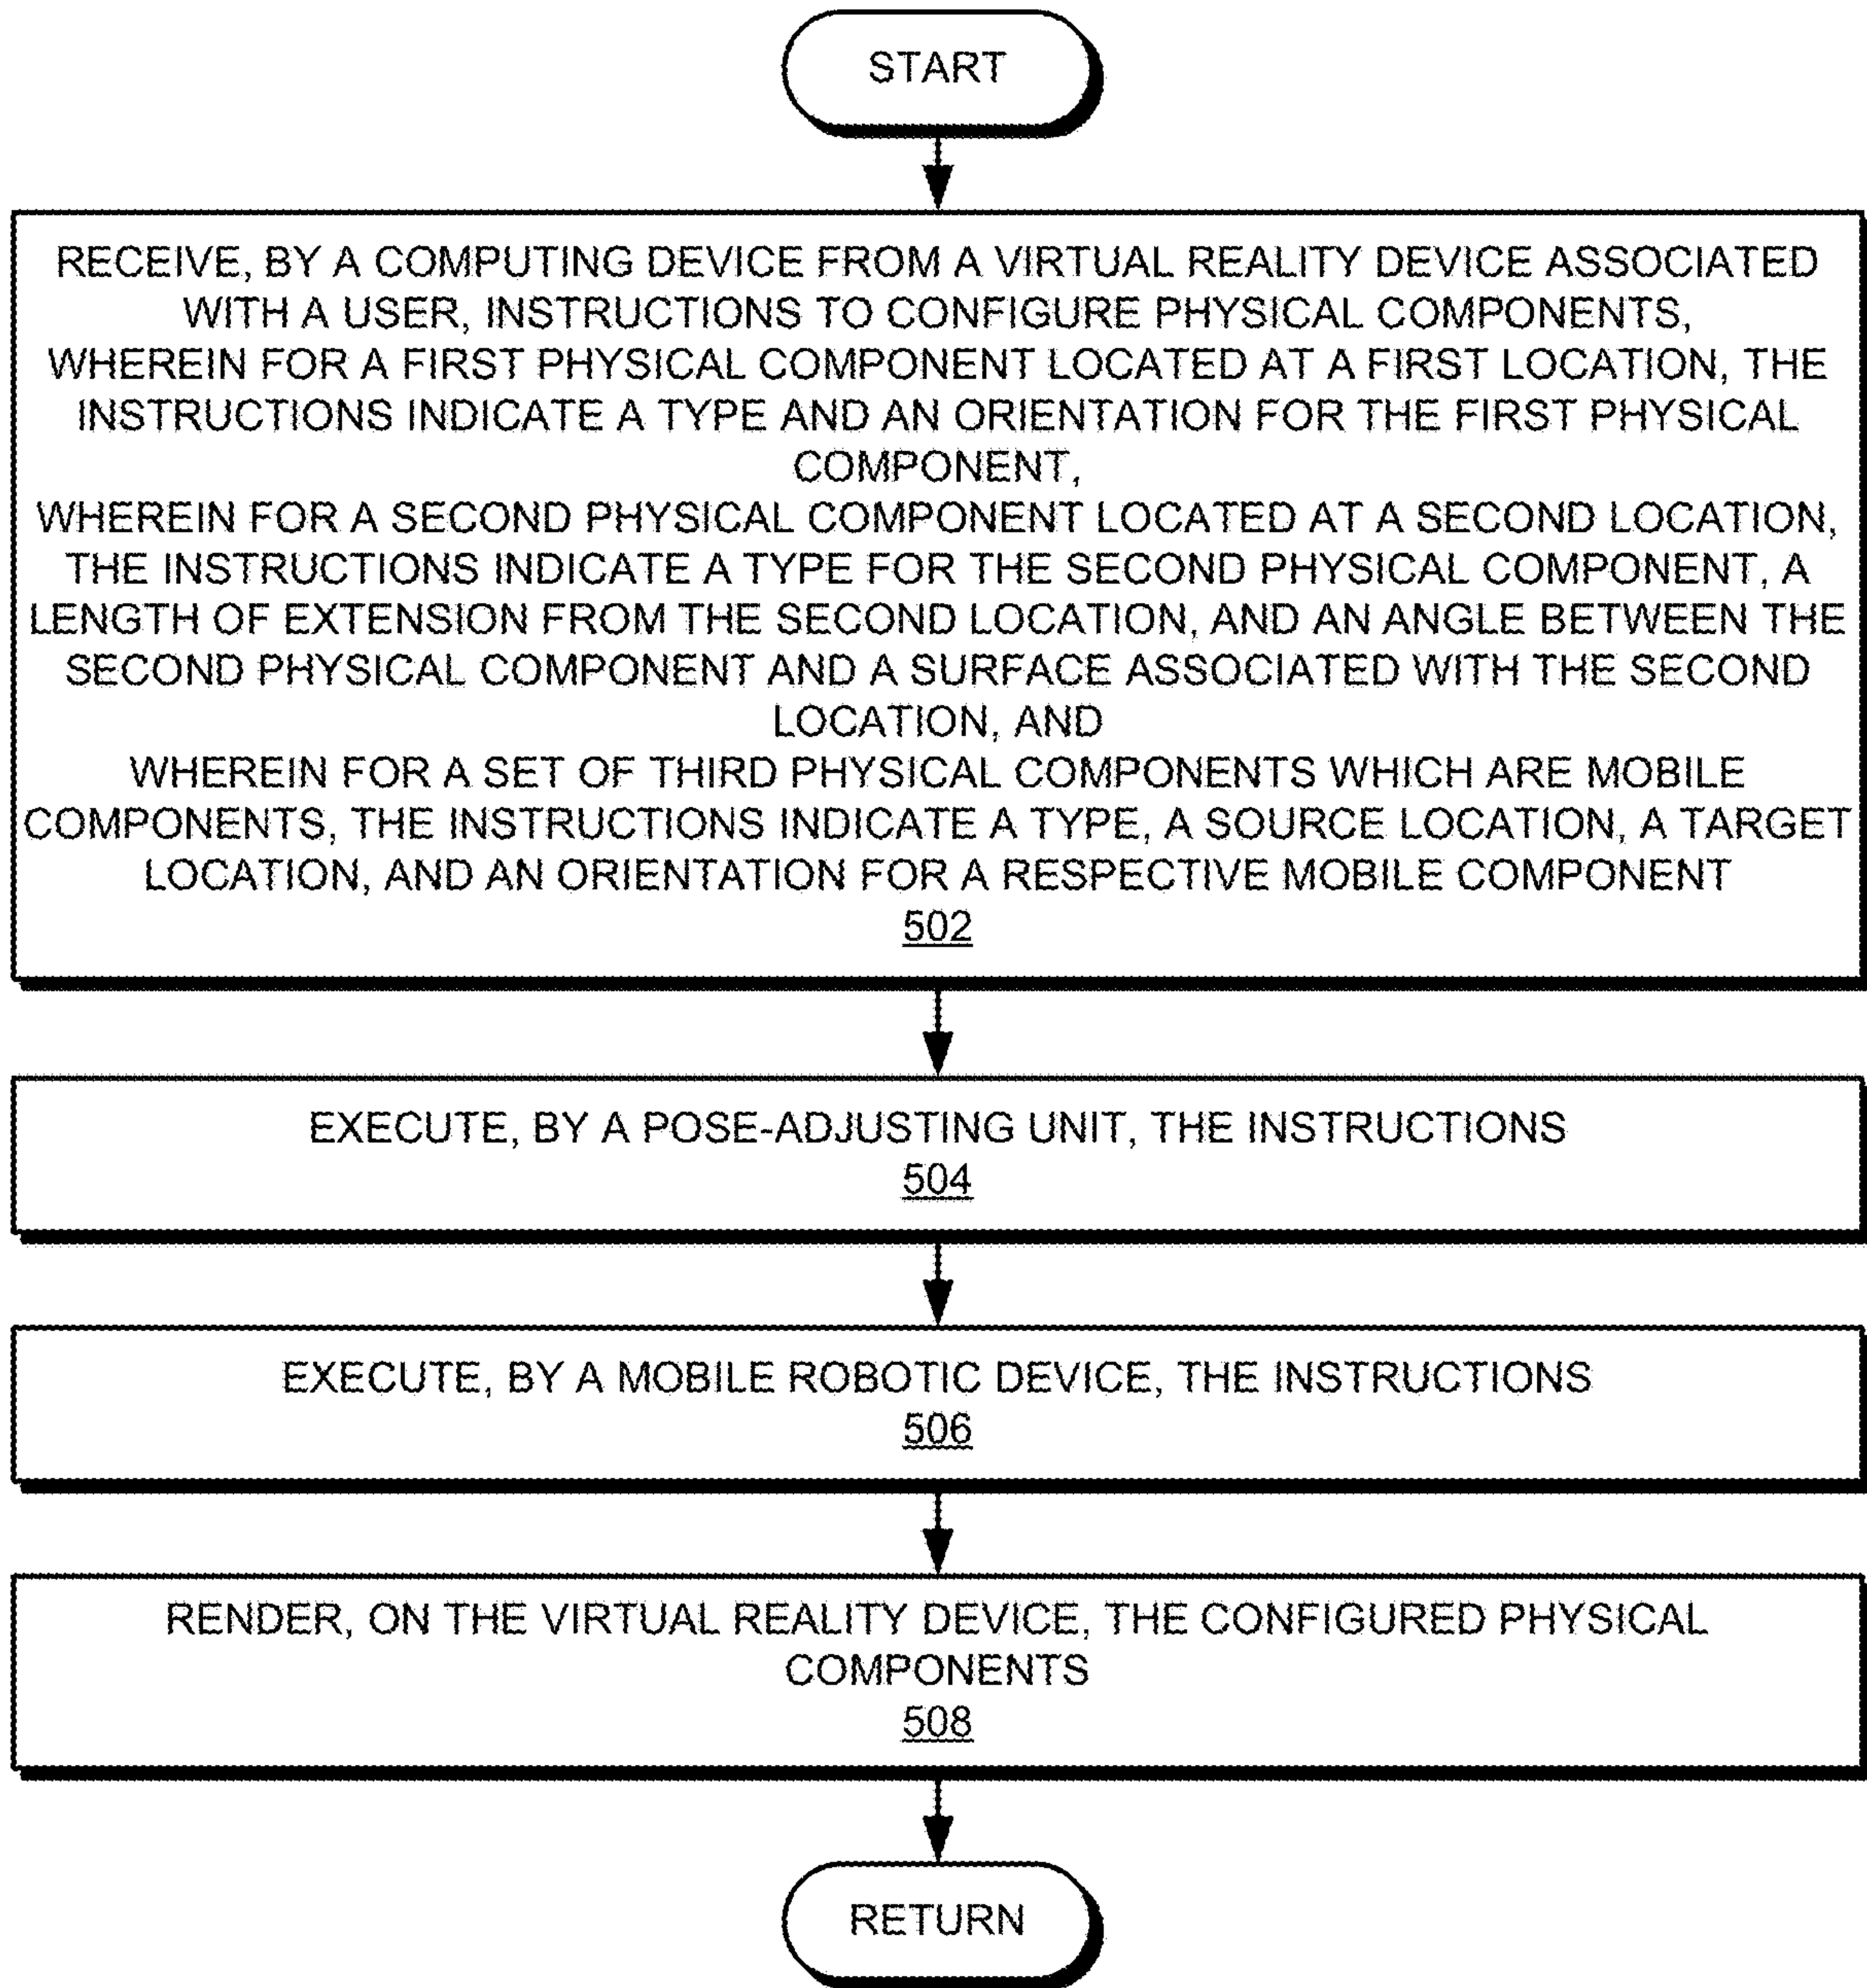 START
RECEIVE, BY A COMPUTING DEVICE FROM A VIRTUAL REALITY DEVICE ASSOCIATED
WITH A USER, INSTRUCTIONS TO CONFIGURE PHYSICAL COMPONENTS,
WHEREIN FOR A FIRST PHYSICAL COMPONENT LOCATED AT A FIRST LOCATION, THE
INSTRUCTIONS INDICATE A TYPE AND AN ORIENTATION FOR THE FIRST PHYSICAL
COMPONENT,
WHEREIN FOR A SECOND PHYSICAL COMPONENT LOCATED AT A SECOND LOCATION,
THE INSTRUCTIONS INDICATE A TYPE FOR THE SECOND PHYSICAL COMPONENT, A
LENGTH OF EXTENSION FROM THE SECOND LOCATION, AND AN ANGLE BETWEEN THE
SECOND PHYSICAL COMPONENT AND A SURFACE ASSOCIATED WITH THE SECOND
LOCATION, AND
WHEREIN FOR A SET OF THIRD PHYSICAL COMPONENTS WHICH ARE MOBILE
COMPONENTS, THE INSTRUCTIONS INDICATE A TYPE, A SOURCE LOCATION, A TARGET
LOCATION, AND AN ORIENTATION FOR A RESPECTIVE MOBILE COMPONENT
502
EXECUTE, BY A POSE-ADJUSTING UNIT, THE INSTRUCTIONS
504
EXECUTE, BY A MOBILE ROBOTIC DEVICE, THE INSTRUCTIONS
506
RENDER, ON THE VIRTUAL REALITY DEVICE, THE CONFIGURED PHYSICAL
COMPONENTS
508
RETURN